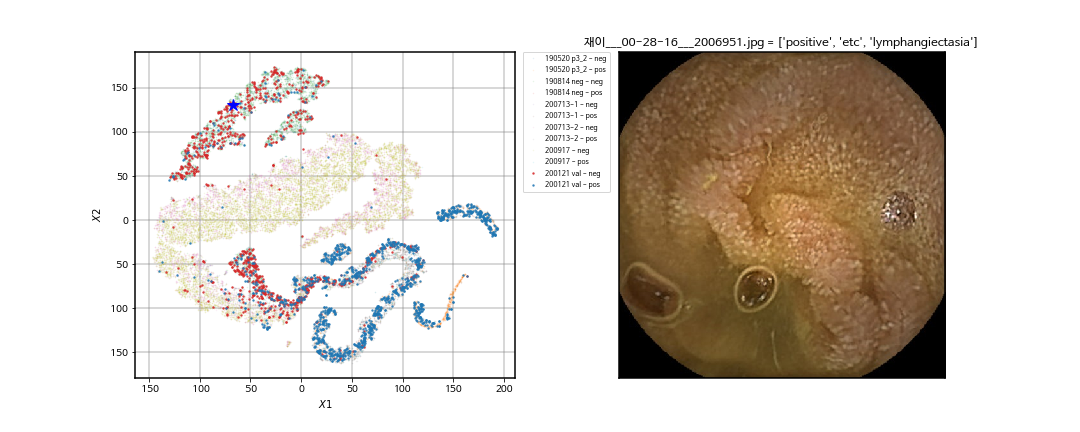 재이___00-28-16___2006951.jpg = ['positive', 'etc', 'lymphangiectasia']
190520 p3_2 - neg
190520 p3_2 - pos
190814 neg - neg
190814 neg - pos
200713-1 - neg
200713-1 - pos
200713-2 - neg
200713-2 - pos
200917 - neg
200917 - pos
200121 val - neg
200121 val - pos
150
100
50
0
50
100
150
X2
150 100 50 0 50 100 150 200
X1